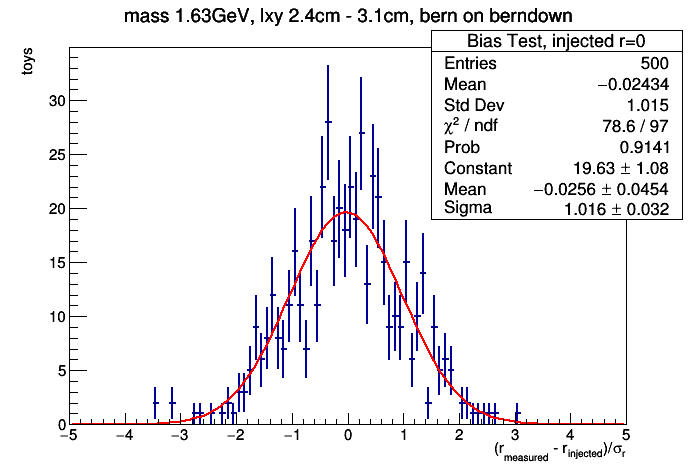 mass 1.63GeV, lxy 2.4cm - 3.1cm, bern on berndown
Bias Test, injected r=0
Entries 500
Mean −0.02434
Std Dev 1.015
χ² / ndf 78.6 / 97
Prob 0.9141
Constant 19.63 ± 1.08
Mean −0.0256 ± 0.0454
Sigma 1.016 ± 0.032
toys
30
25
20
15
10
5
0
−5 −4 −3 −2 −1 0 1 2 3 4 5
(r_measured - r_injected)/σ_r